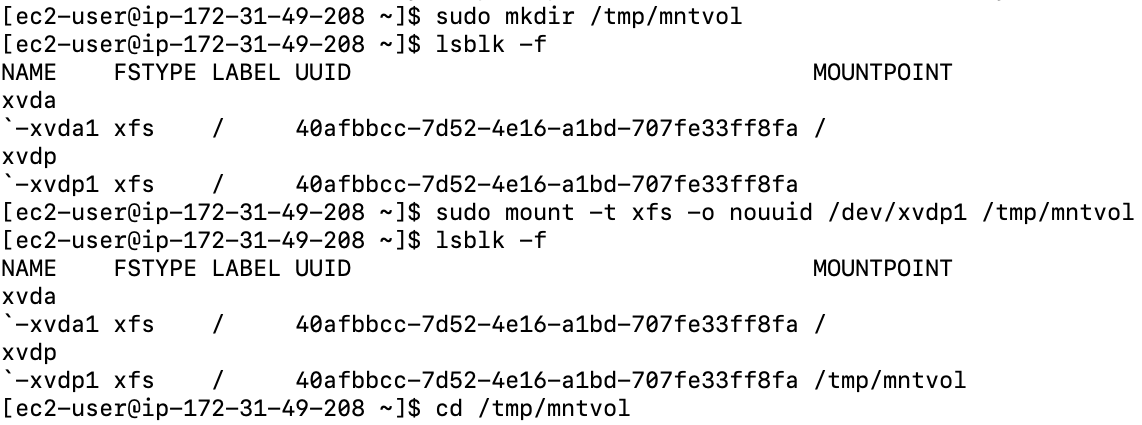 [ec2-user@ip-172-31-49-208 ~]$ sudo mkdir /tmp/mntvol
[ec2-user@ip-172-31-49-208 ~]$ lsblk -f
NAME    FSTYPE LABEL UUID                                 MOUNTPOINT
xvda
`-xvda1 xfs    /     40afbbcc-7d52-4e16-a1bd-707fe33ff8fa /
xvdp
`-xvdp1 xfs    /     40afbbcc-7d52-4e16-a1bd-707fe33ff8fa
[ec2-user@ip-172-31-49-208 ~]$ sudo mount -t xfs -o nouuid /dev/xvdp1 /tmp/mntvol
[ec2-user@ip-172-31-49-208 ~]$ lsblk -f
NAME    FSTYPE LABEL UUID                                 MOUNTPOINT
xvda
`-xvda1 xfs    /     40afbbcc-7d52-4e16-a1bd-707fe33ff8fa /
xvdp
`-xvdp1 xfs    /     40afbbcc-7d52-4e16-a1bd-707fe33ff8fa /tmp/mntvol
[ec2-user@ip-172-31-49-208 ~]$ cd /tmp/mntvol